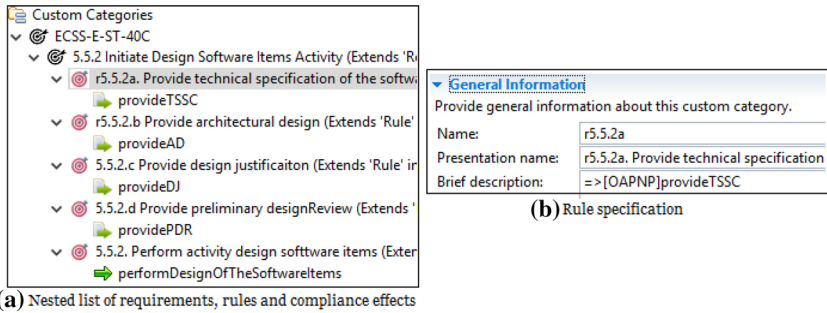 Custom Categories
ECSS-E-ST-40C
5.5.2 Initiate Design Software Items Activity (Extends 'R
r5.5.2a. Provide technical specification of the softwa
provideTSSC
r5.5.2.b Provide architectural design (Extends 'Rule'
provideAD
5.5.2.c Provide design justificaiton (Extends 'Rule' ir
provideDJ
5.5.2.d Provide preliminary designReview (Extends '
providePDR
5.5.2. Perform activity design softtware items (Exter
performDesignOfTheSoftwareItems
(a) Nested list of requirements, rules and compliance effects
General Information
Provide general information about this custom category.
Name: r5.5.2a
Presentation name: r5.5.2a. Provide technical specification
Brief description: =>[OAPNP]provideTSSC
(b) Rule specification